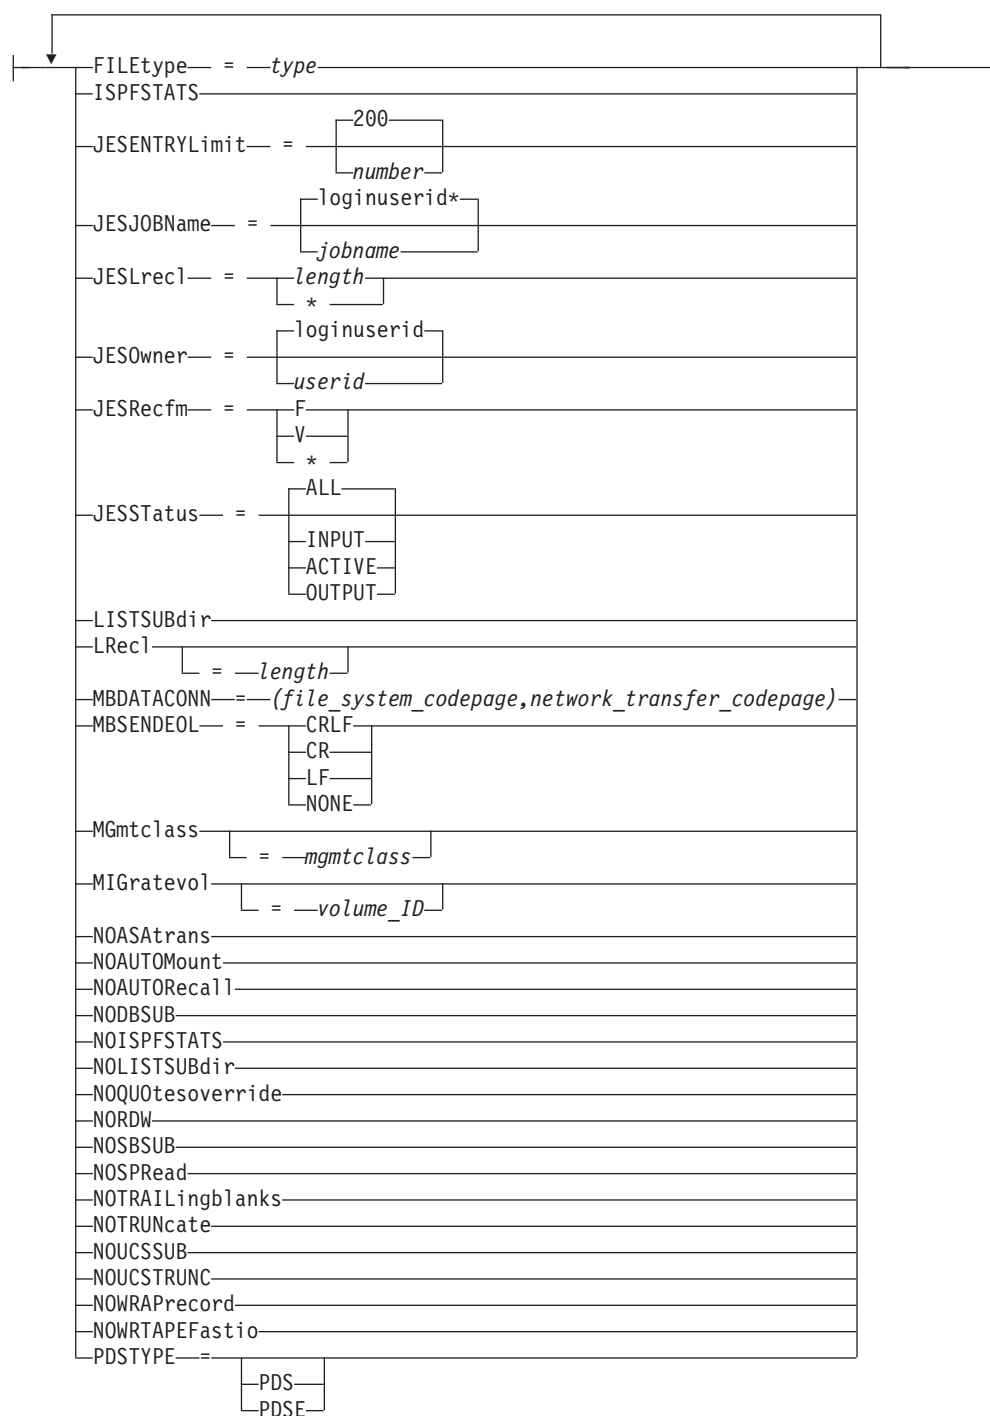 FILEtype = type
ISPFSTATS
200
JESENTRYLimit =
number
loginuserid*
JESJOBName =
jobname
JESLrecl = length
*
loginuserid
JESOwner =
userid
JESRecfm = F
V
*
ALL
JESSTatus =
INPUT
ACTIVE
OUTPUT
LISTSUBdir
LRecl
= length
MBDATACONN = (file_system_codepage,network_transfer_codepage)
MBSENDEOL = CRLF
CR
LF
NONE
MGmtclass
= mgmtclass
MIGratevol
= volume_ID
NOASAtrans
NOAUTOMount
NOAUTORecall
NODBSUB
NOISPFSTATS
NOLISTSUBdir
NOQUOtesoverride
NORDW
NOSBSUB
NOSPRead
NOTRAILingblanks
NOTRUNcate
NOUCSSUB
NOUCSTRUNC
NOWRAPrecord
NOWRTAPEFastio
PDSTYPE =
PDS
PDSE